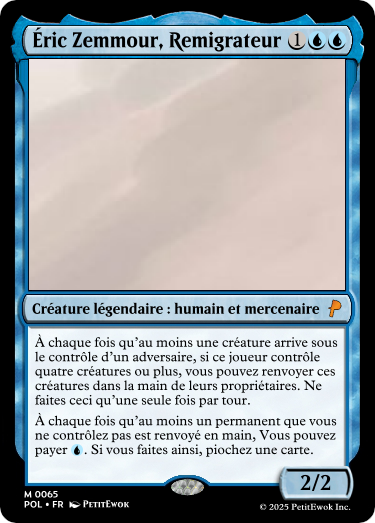 Éric Zemmour, Remigrateur 1
Créature légendaire : humain et mercenaire
À chaque fois qu'au moins une créature arrive sous
le contrôle d'un adversaire, si ce joueur contrôle
quatre créatures ou plus, vous pouvez renvoyer ces
créatures dans la main de leurs propriétaires. Ne
faites ceci qu'une seule fois par tour.
À chaque fois qu'au moins un permanent que vous
ne contrôlez pas est renvoyé en main, Vous pouvez
payer . Si vous faites ainsi, piochez une carte.
2/2
M 0065
POL • FR PetitEwok
© 2025 PetitEwok Inc.